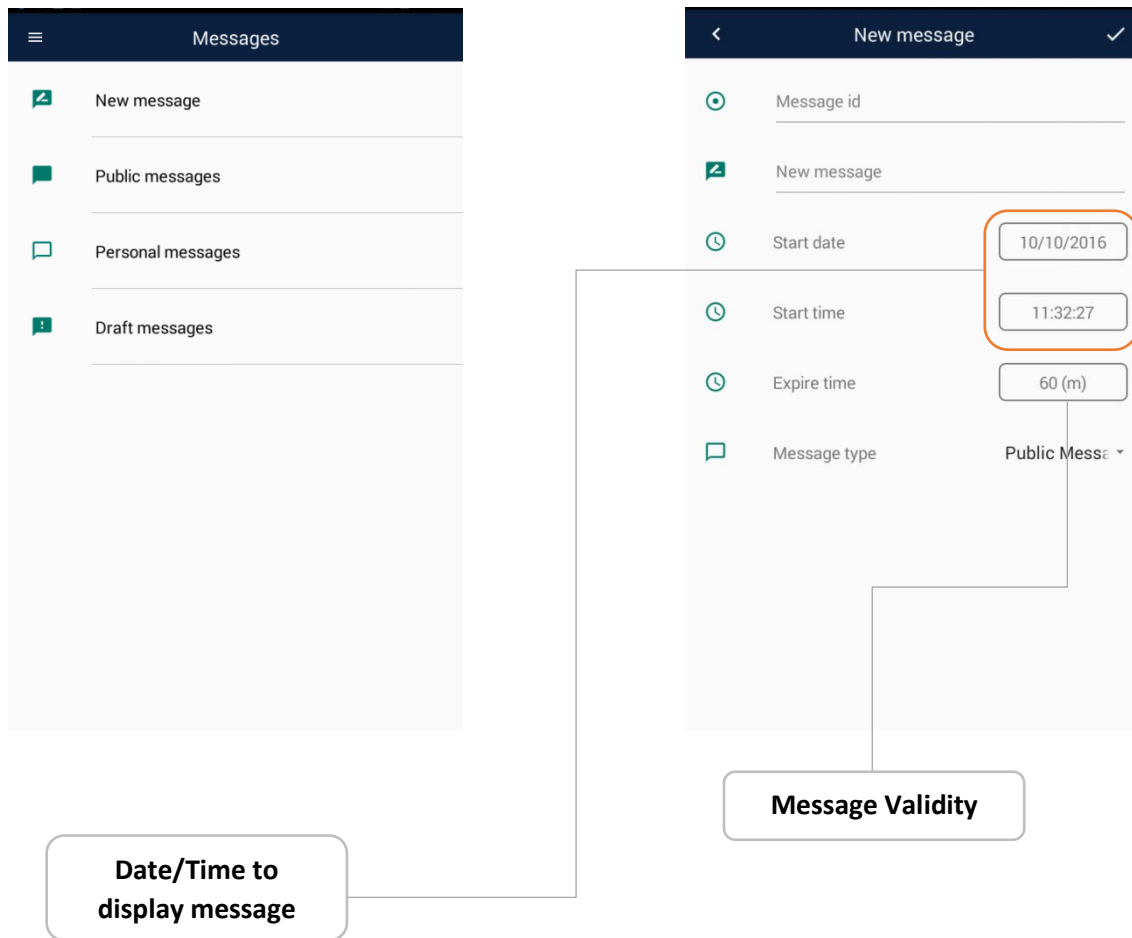 Messages
New message
Public messages
Personal messages
Draft messages
New message
Message id
New message
Start date
10/10/2016
Start time
11:32:27
Expire time
60 (m)
Message type
Public Messa
Message Validity
Date/Time to
display message